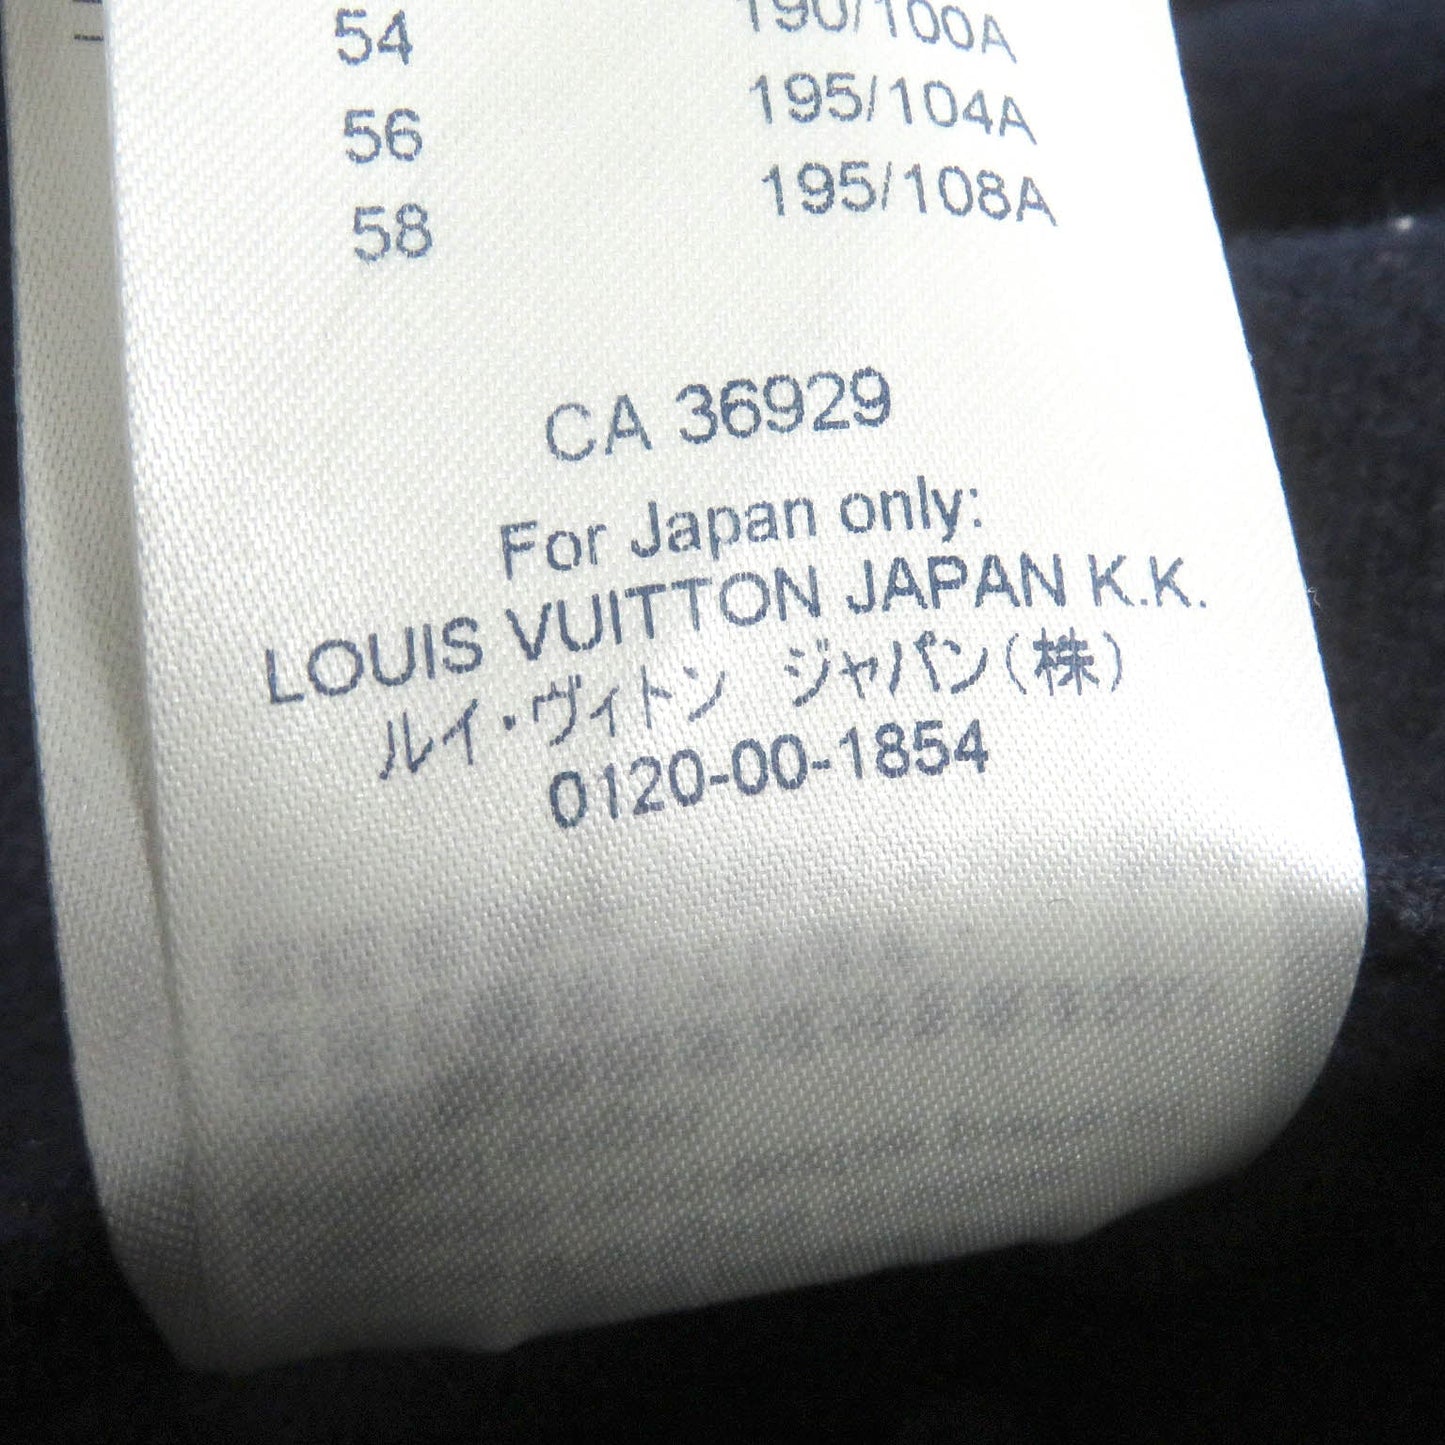 54 190/100A
56 195/104A
58 195/108A
CA 36929
For Japan only:
LOUIS VUITTON JAPAN K.K.
ルイ・ヴィトン ジャパン(株)
0120-00-1854